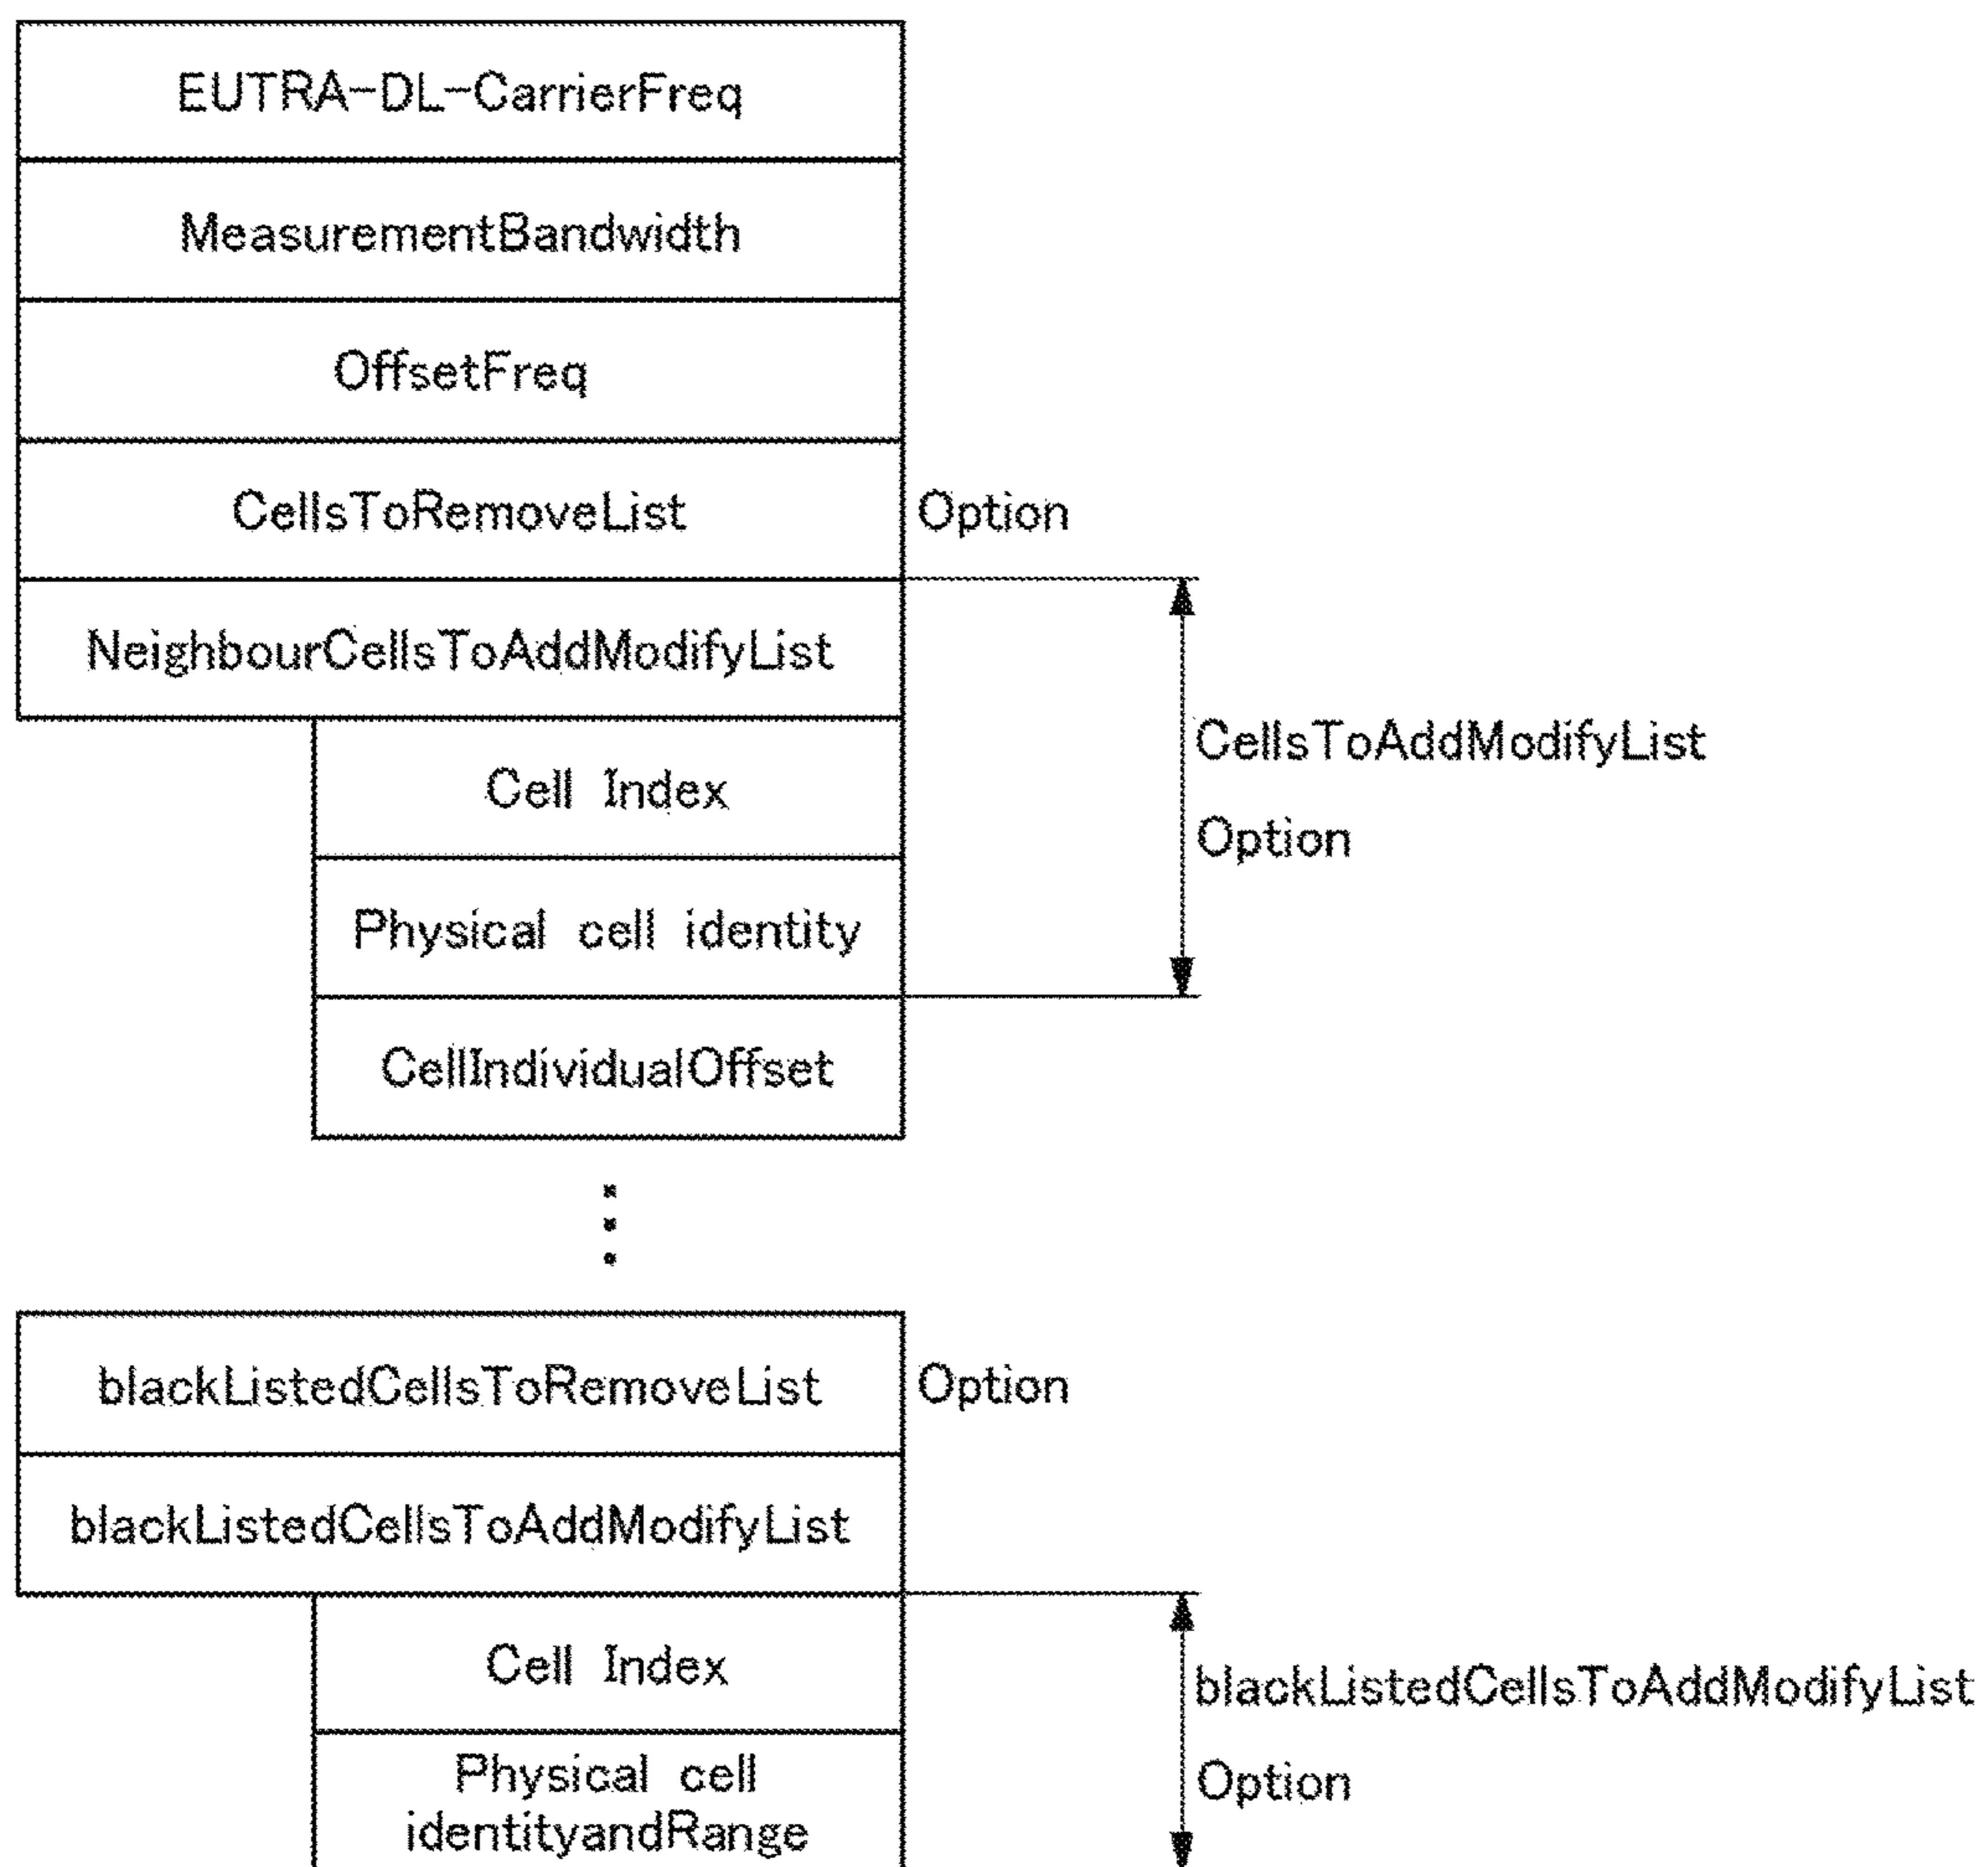 EUTRA-DL-CarrierFreq
MeasurementBandwidth
OffsetFreq
CellsToRemoveList
Option
NeighbourCellsToAddModifyList
Cell Index
Physical cell identity
CellIndividualOffset
CellsToAddModifyList
Option
blackListedCellsToRemoveList
Option
blackListedCellsToAddModifyList
Cell Index
Physical cell
identityandRange
blackListedCellsToAddModifyList
Option